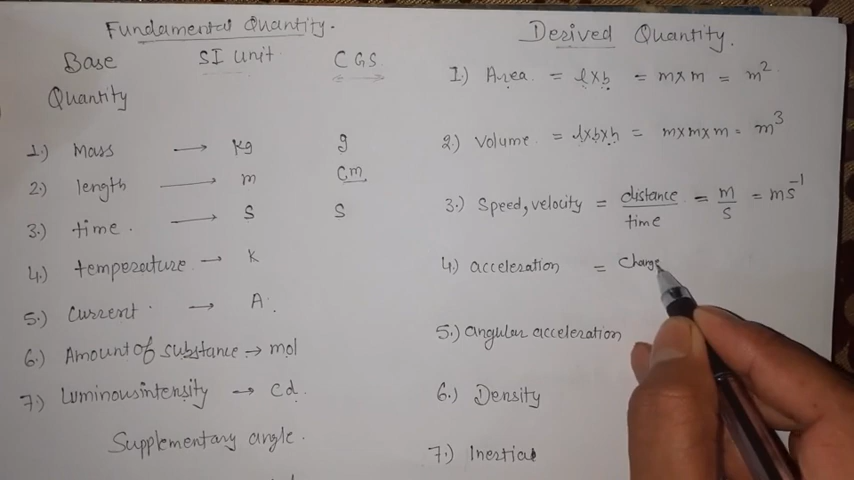 Fundamental Quantity.
Base SI Unit. CGS
Quantity
1.) Mass → kg g
2.) length → m cm
3.) time. → s s
4.) temperature → K
5.) Current. → A.
6.) Amount of substance → mol
7.) Luminous intensity → cd.
Supplementary angle.
Derived Quantity.
1.) Area = l×b = m×m = m²
2.) Volume = l×b×h = m×m×m = m³
3.) Speed, velocity = distance/time = m/s = ms⁻¹
4.) acceleration = Change
5.) angular acceleration
6.) Density
7.) Inertia